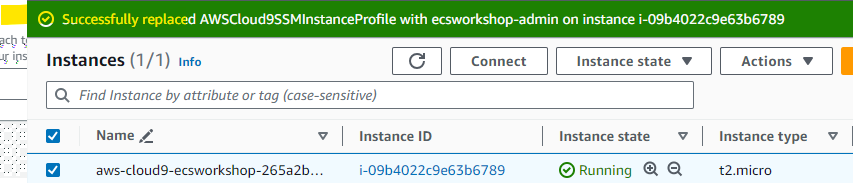 Successfully replaced AWSCloud9SSMInstanceProfile with ecsworkshop-admin on instance i-09b4022c9e63b6789
Instances (1/1) Info
Connect
Instance state
Actions
Find Instance by attribute or tag (case-sensitive)
Name
Instance ID
Instance state
Instance type
aws-cloud9-ecsworkshop-265a2b...
i-09b4022c9e63b6789
Running
t2.micro